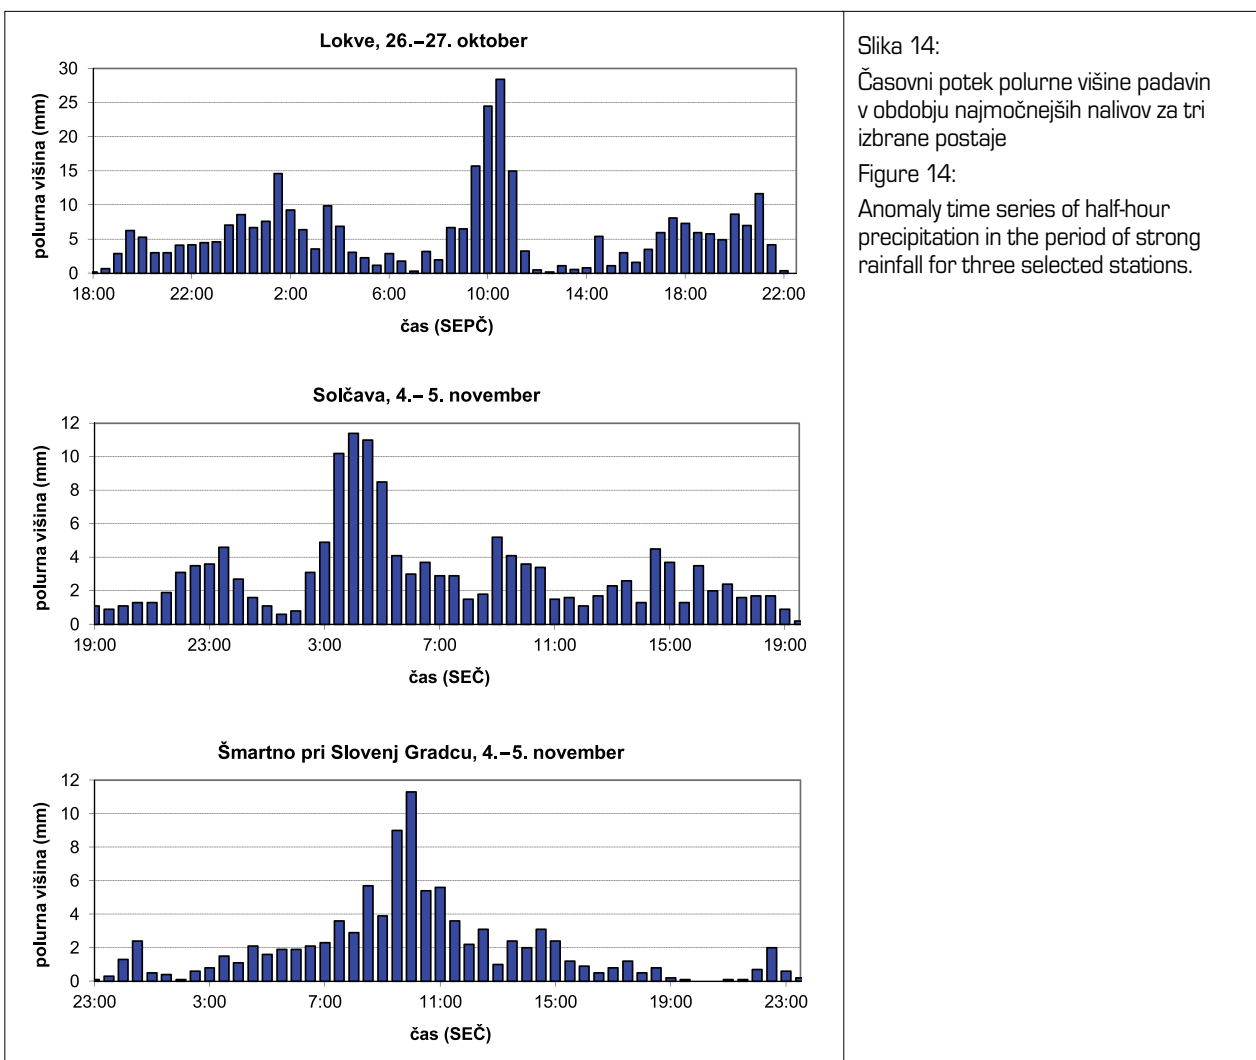 Lokve, 26.–27. oktober
polurna višina (mm)
30
25
20
15
10
5
0
18:00 22:00 2:00 6:00 10:00 14:00 18:00 22:00
čas (SEPČ)
Solčava, 4.– 5. november
polurna višina (mm)
12
10
8
6
4
2
0
19:00 23:00 3:00 7:00 11:00 15:00 19:00
čas (SEČ)
Šmartno pri Slovenj Gradcu, 4.–5. november
polurna višina (mm)
12
10
8
6
4
2
0
23:00 3:00 7:00 11:00 15:00 19:00 23:00
čas (SEČ)
Slika 14:
Časovni potek polurne višine padavin
v obdobju najmočnejših nalivov za tri
izbrane postaje
Figure 14:
Anomaly time series of half-hour
precipitation in the period of strong
rainfall for three selected stations.